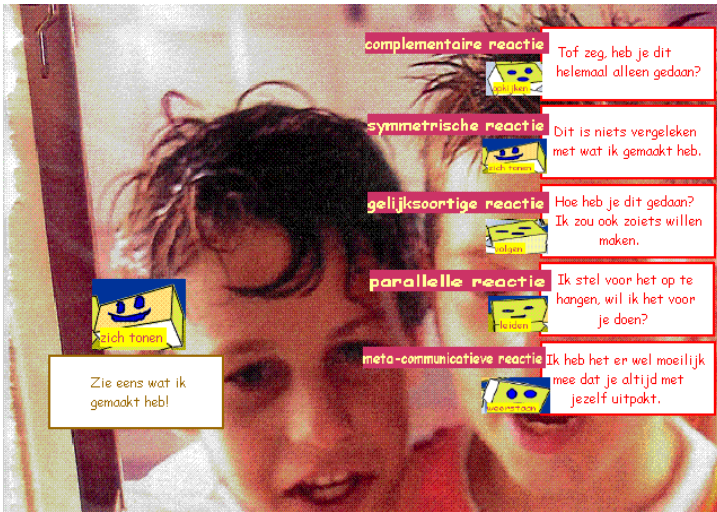 complementaire reactie
opkijken
Tof zeg, heb je dit
helemaal alleen gedaan?
symmetrische reactie
zich tonen
Dit is niets vergeleken
met wat ik gemaakt heb.
gelijksoortige reactie
volgen
Hoe heb je dit gedaan?
Ik zou ook zoiets willen
maken.
parallelle reactie
leiden
Ik stel voor het op te
hangen, wil ik het voor
je doen?
meta-communicatieve reactie
weerstaan
Ik heb het er wel moeilijk
mee dat je altijd met
jezelf uitpakt.
zich tonen
Zie eens wat ik
gemaakt heb!